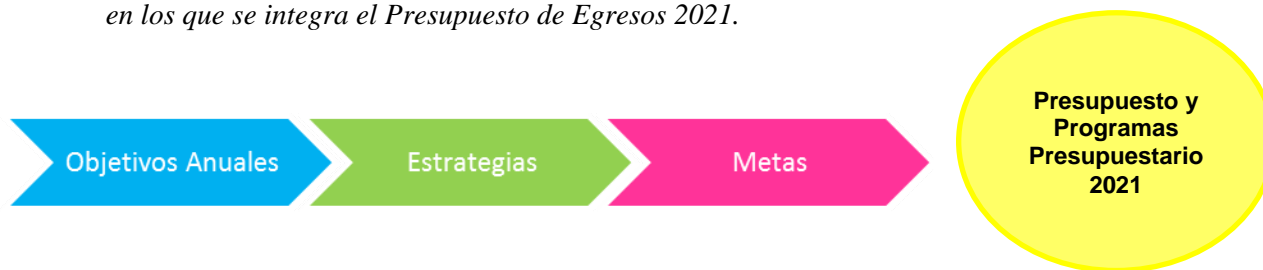 en los que se integra el Presupuesto de Egresos 2021.
Objetivos Anuales
Estrategias
Metas
Presupuesto y
Programas
Presupuestario
2021